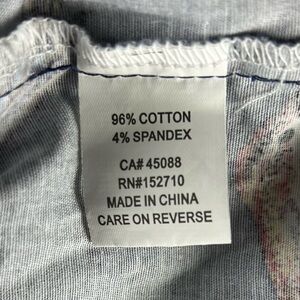 96% COTTON
4% SPANDEX
CA# 45088
RN#152710
MADE IN CHINA
CARE ON REVERSE